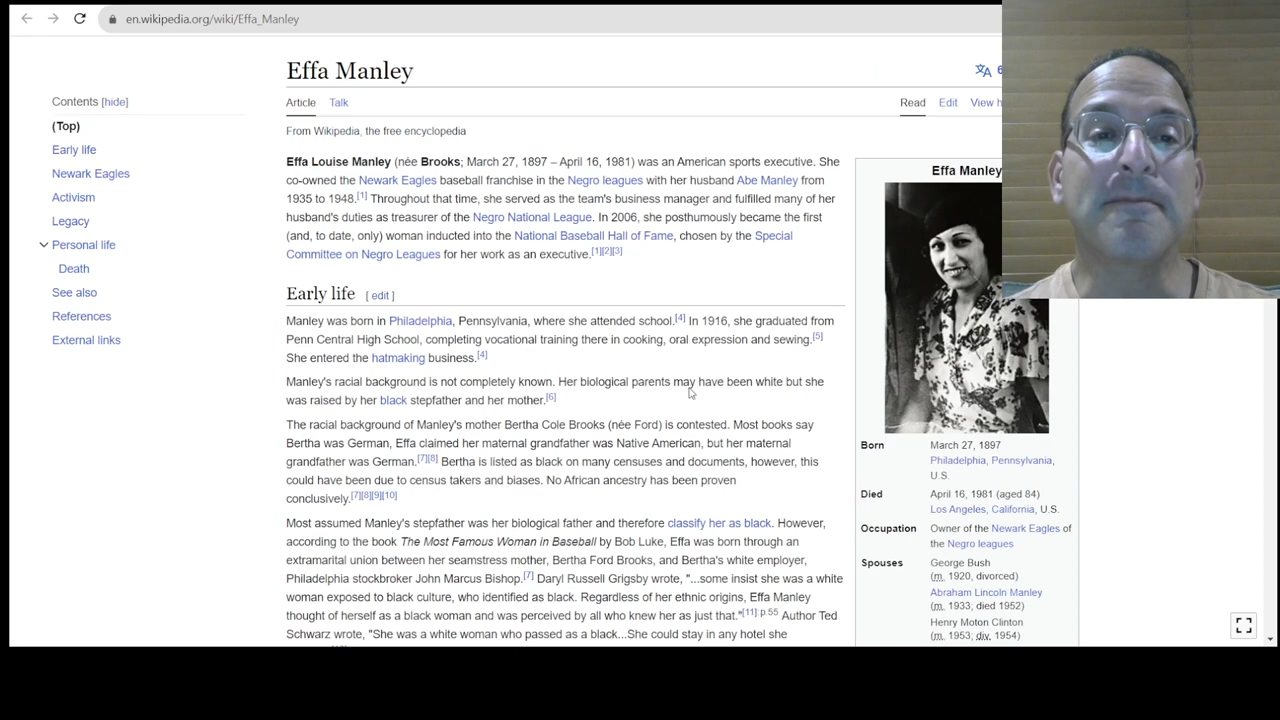 en.wikipedia.org/wiki/Effa_Manley
Effa Manley
Contents [hide]
(Top)
Early life
Newark Eagles
Activism
Legacy
Personal life
Death
See also
References
External links
Article Talk
Read Edit View h
From Wikipedia, the free encyclopedia
Effa Louise Manley (née Brooks; March 27, 1897 – April 16, 1981) was an American sports executive. She
co-owned the Newark Eagles baseball franchise in the Negro leagues with her husband Abe Manley from
1935 to 1948.[1] Throughout that time, she served as the team's business manager and fulfilled many of her
husband's duties as treasurer of the Negro National League. In 2006, she posthumously became the first
(and, to date, only) woman inducted into the National Baseball Hall of Fame, chosen by the Special
Committee on Negro Leagues for her work as an executive.[1][2][3]
Early life [ edit ]
Manley was born in Philadelphia, Pennsylvania, where she attended school.[4] In 1916, she graduated from
Penn Central High School, completing vocational training there in cooking, oral expression and sewing.[5]
She entered the hatmaking business.[4]
Manley's racial background is not completely known. Her biological parents may have been white but she
was raised by her black stepfather and her mother.[6]
The racial background of Manley's mother Bertha Cole Brooks (née Ford) is contested. Most books say
Bertha was German, Effa claimed her maternal grandfather was Native American, but her maternal
grandfather was German.[7][8] Bertha is listed as black on many censuses and documents, however, this
could have been due to census takers and biases. No African ancestry has been proven
conclusively.[7][8][9][10]
Most assumed Manley's stepfather was her biological father and therefore classify her as black. However,
according to the book The Most Famous Woman in Baseball by Bob Luke, Effa was born through an
extramarital union between her seamstress mother, Bertha Ford Brooks, and Bertha's white employer,
Philadelphia stockbroker John Marcus Bishop.[7] Daryl Russell Grigsby wrote, "...some insist she was a white
woman exposed to black culture, who identified as black. Regardless of her ethnic origins, Effa Manley
thought of herself as a black woman and was perceived by all who knew her as just that."[11]:p.55 Author Ted
Schwarz wrote, "She was a white woman who passed as a black...She could stay in any hotel she
Effa Manley
Born March 27, 1897
Philadelphia, Pennsylvania,
U.S.
Died April 16, 1981 (aged 84)
Los Angeles, California, U.S.
Occupation Owner of the Newark Eagles of
the Negro leagues
Spouses George Bush
(m. 1920, divorced)
Abraham Lincoln Manley
(m. 1933; died 1952)
Henry Moton Clinton
(m. 1953; div. 1954)